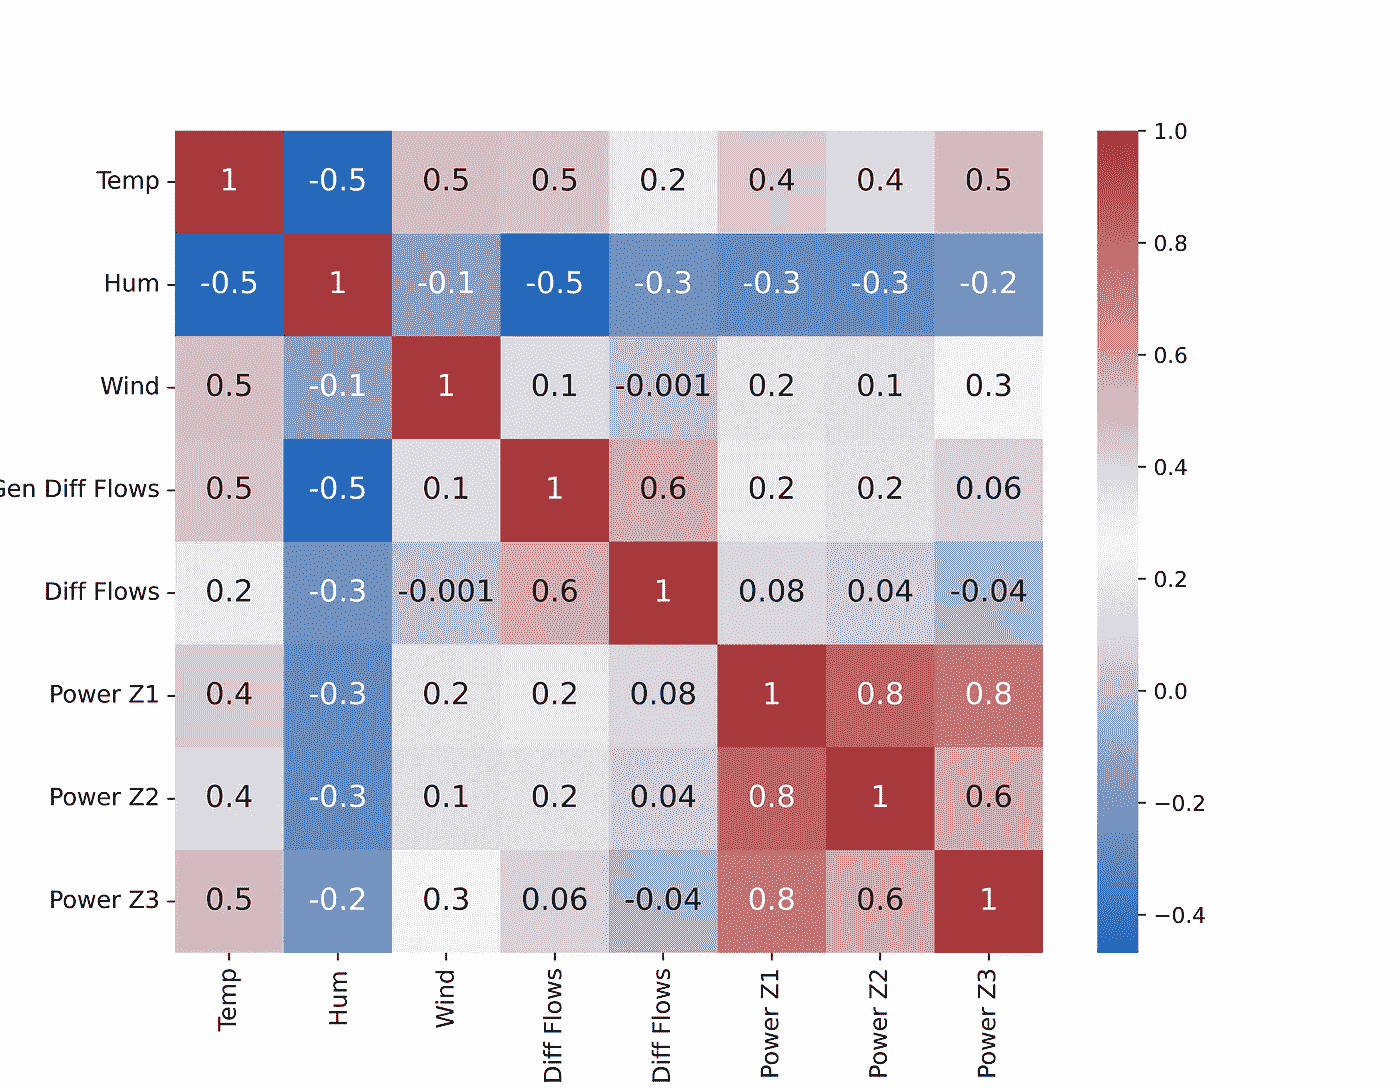 1.0
Temp 1 -0.5 0.5 0.5 0.2 0.4 0.4 0.5
0.8
Hum -0.5 1 -0.1 -0.5 -0.3 -0.3 -0.3 -0.2
0.6
Wind 0.5 -0.1 1 0.1 -0.001 0.2 0.1 0.3
0.4
Gen Diff Flows 0.5 -0.5 0.1 1 0.6 0.2 0.2 0.06
0.2
Diff Flows 0.2 -0.3 -0.001 0.6 1 0.08 0.04 -0.04
0.0
Power Z1 0.4 -0.3 0.2 0.2 0.08 1 0.8 0.8
−0.2
Power Z2 0.4 -0.3 0.1 0.2 0.04 0.8 1 0.6
Power Z3 0.5 -0.2 0.3 0.06 -0.04 0.8 0.6 1
−0.4
Temp
Hum
Wind
Diff Flows
Diff Flows
Power Z1
Power Z2
Power Z3